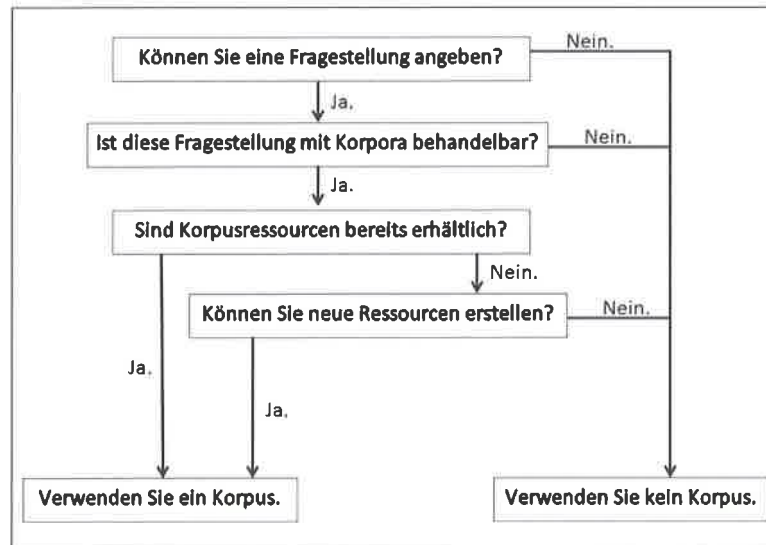 Können Sie eine Fragestellung angeben?
Nein.
Ja.
Ist diese Fragestellung mit Korpora behandelbar?
Nein.
Ja.
Sind Korpusressourcen bereits erhältlich?
Nein.
Können Sie neue Ressourcen erstellen?
Nein.
Ja.
Ja.
Verwenden Sie ein Korpus.
Verwenden Sie kein Korpus.